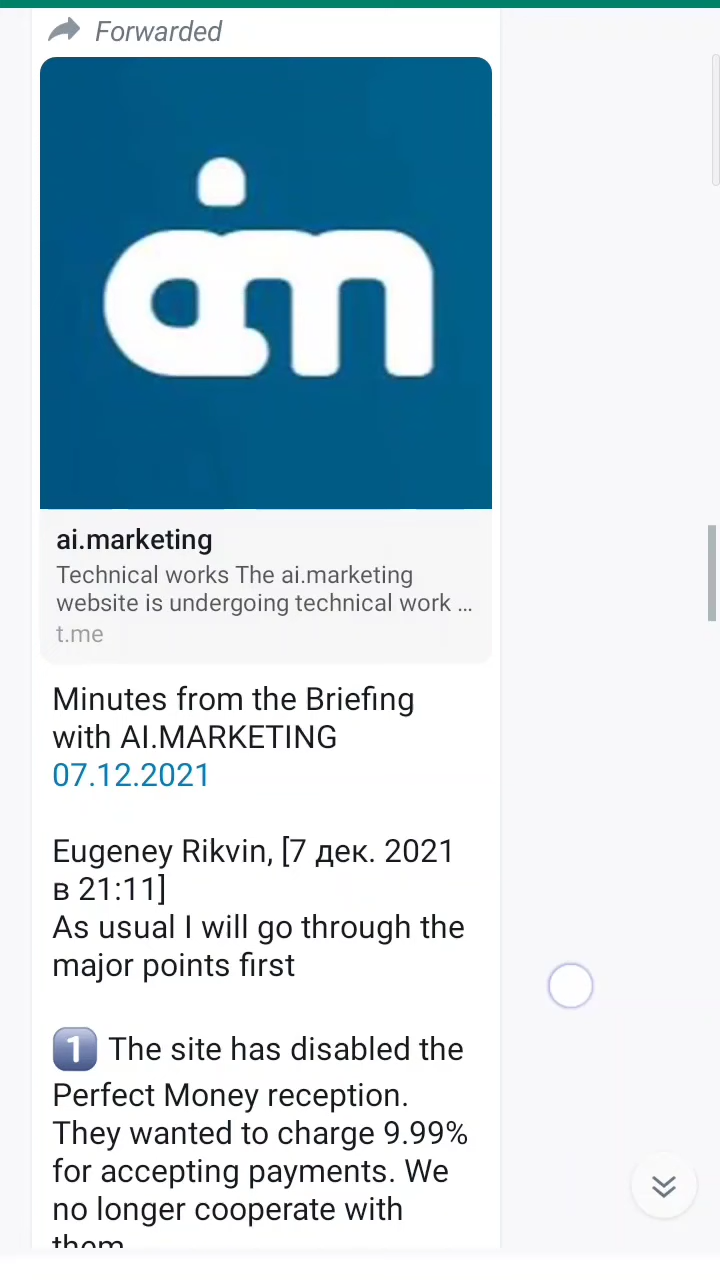 Forwarded
aim
ai.marketing
Technical works The ai.marketing
website is undergoing technical work ...
t.me
Minutes from the Briefing
with AI.MARKETING
07.12.2021
Eugeney Rikvin, [7 дек. 2021
в 21:11]
As usual I will go through the
major points first
1 The site has disabled the
Perfect Money reception.
They wanted to charge 9.99%
for accepting payments. We
no longer cooperate with
them